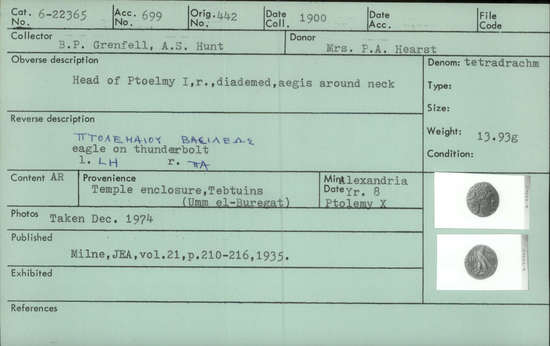 Cat. No. 6-22365 Acc. No. 699 Orig. No. 442 Date Coll. 1900 Date Acc. File Code
Collector B.P. Grenfell, A.S. Hunt Donor Mrs. P.A. Hearst
Obverse description
Head of Ptoelmy I,r.,diademed,aegis around neck
Denom: tetradrachm
Type:
Size:
Weight: 13.93g
Condition:
Reverse description
ΠΤΟΛΕΜΑΙΟΥ ΒΑΣΙΛΕΩΣ
eagle on thunderbolt
l. LH r. ΠΑ
Content AR Provenience
Temple enclosure,Tebtuins
(Umm el-Buregat)
Mint Alexandria
Date Yr. 8
Ptolemy X
Photos Taken Dec. 1974
Published
Milne,JEA,vol.21,p.210-216,1935.
Exhibited
References